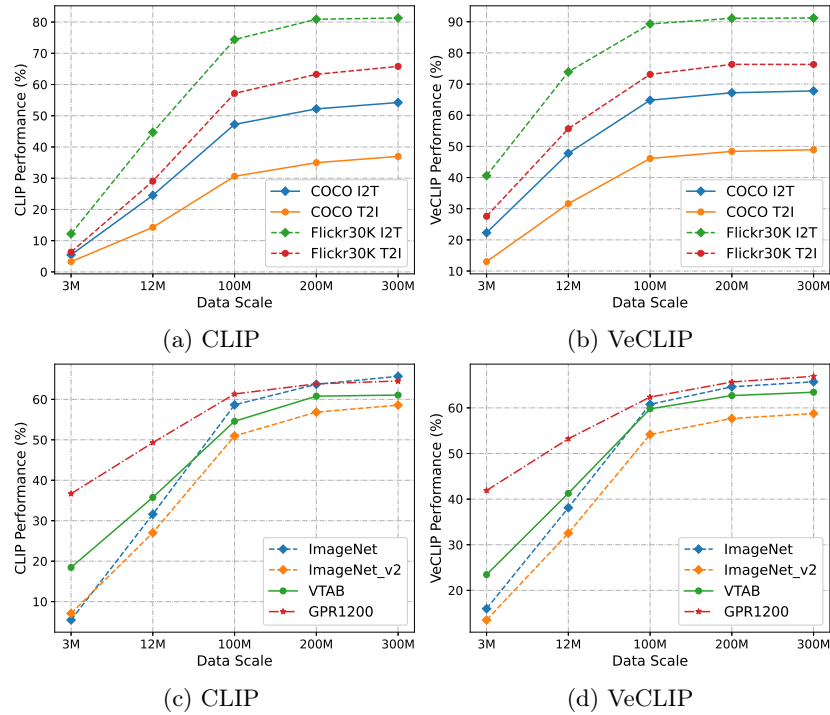 CLIP Performance (%)
80
70
60
50
40
30
20
10
0
COCO I2T
COCO T2I
Flickr30K I2T
Flickr30K T2I
3M 12M 100M 200M 300M
Data Scale
(a) CLIP
VeCLIP Performance (%)
90
80
70
60
50
40
30
20
10
COCO I2T
COCO T2I
Flickr30K I2T
Flickr30K T2I
3M 12M 100M 200M 300M
Data Scale
(b) VeCLIP
CLIP Performance (%)
60
50
40
30
20
10
ImageNet
ImageNet_v2
VTAB
GPR1200
3M 12M 100M 200M 300M
Data Scale
(c) CLIP
VeCLIP Performance (%)
60
50
40
30
20
ImageNet
ImageNet_v2
VTAB
GPR1200
3M 12M 100M 200M 300M
Data Scale
(d) VeCLIP